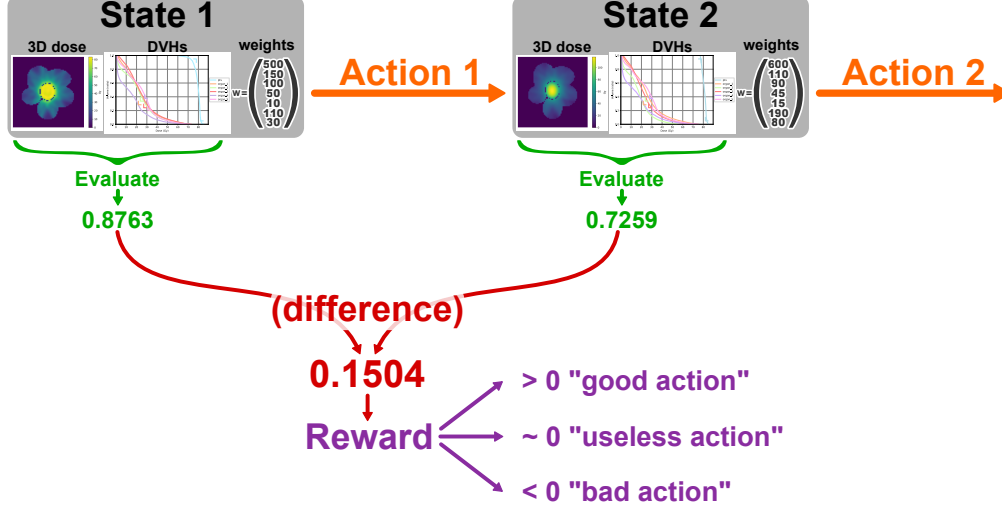 State 1
3D dose
DVHs
weights
w =
500
150
100
50
10
110
30
Action 1
State 2
3D dose
DVHs
weights
w =
600
110
90
45
15
190
80
Action 2
Evaluate
0.8763
Evaluate
0.7259
(difference)
0.1504
Reward
> 0 "good action"
~ 0 "useless action"
< 0 "bad action"